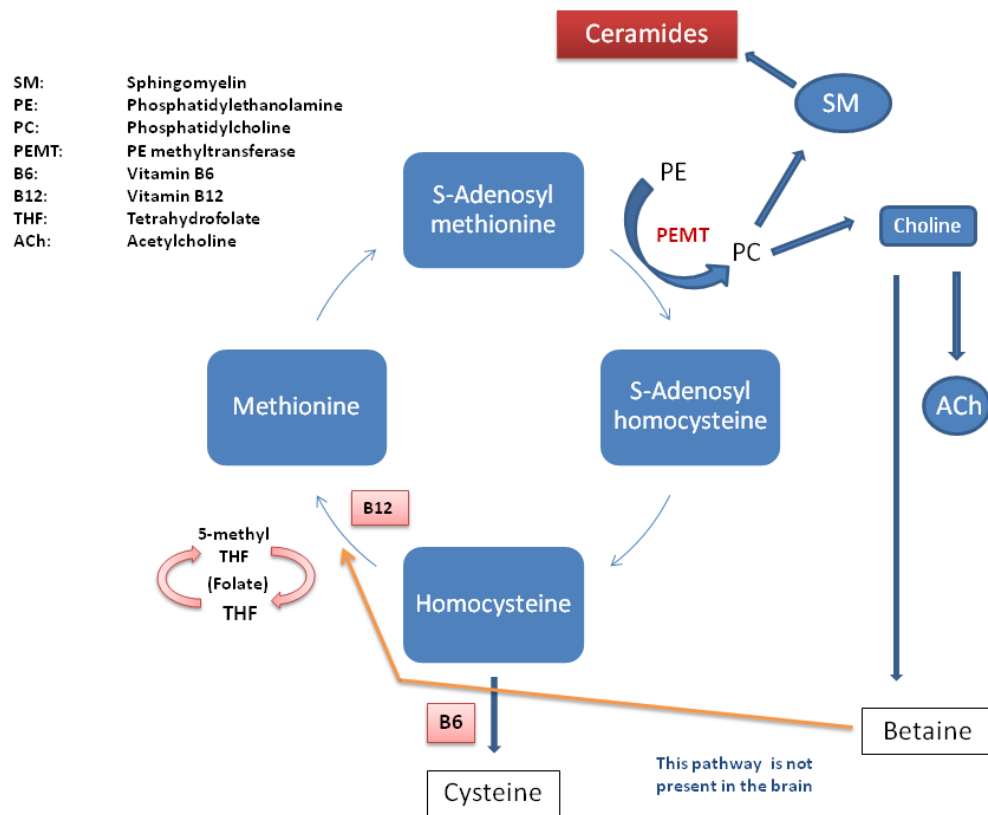 Ceramides
SM: Sphingomyelin
PE: Phosphatidylethanolamine
PC: Phosphatidylcholine
PEMT: PE methyltransferase
B6: Vitamin B6
B12: Vitamin B12
THF: Tetrahydrofolate
ACh: Acetylcholine
SM
S-Adenosyl
methionine
PE
PEMT
PC
Choline
Methionine
S-Adenosyl
homocysteine
ACh
B12
5-methyl
THF
(Folate)
THF
Homocysteine
B6
Betaine
This pathway is not
present in the brain
Cysteine